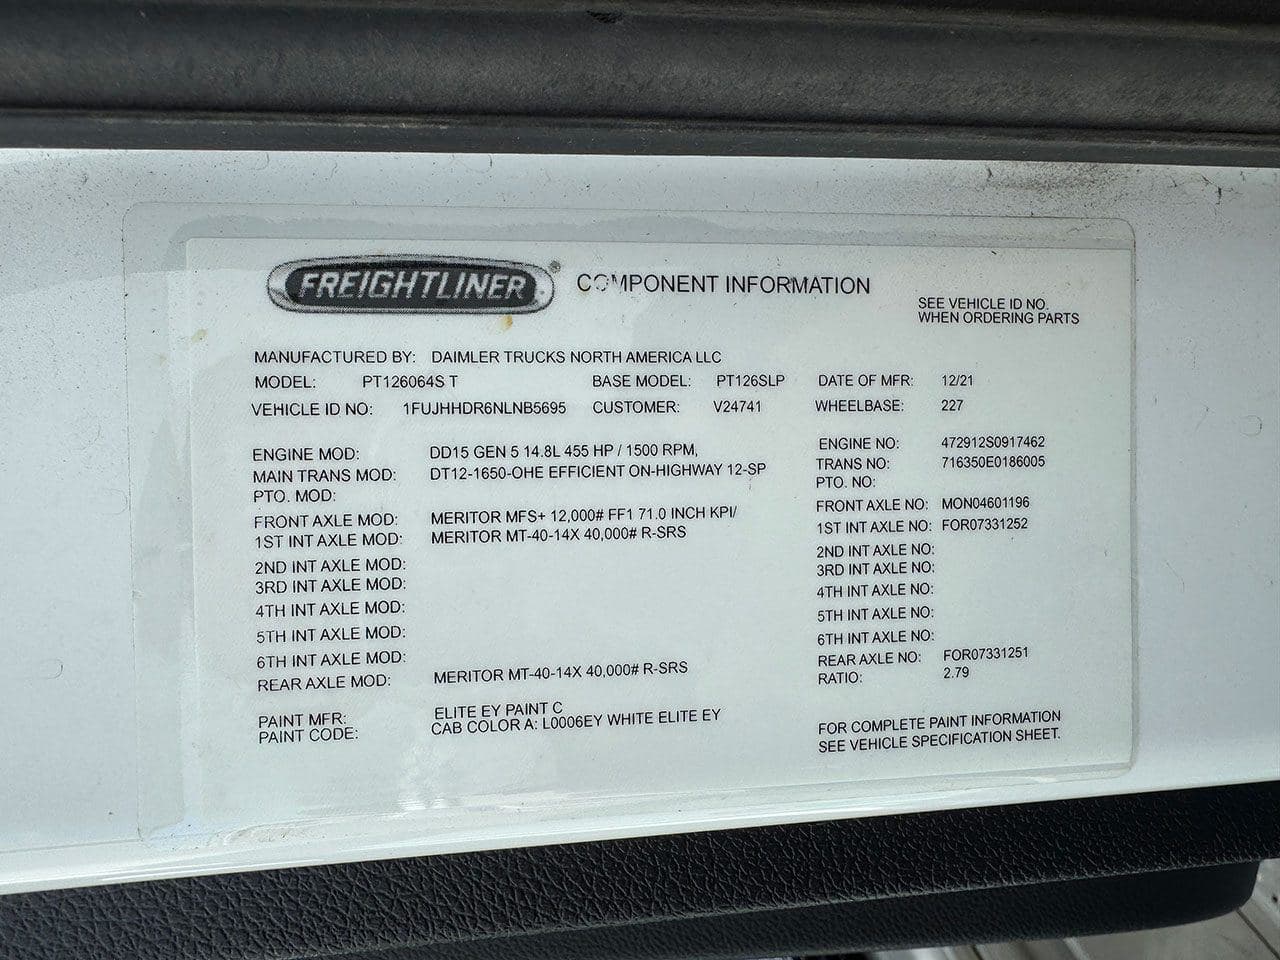 FREIGHTLINER® COMPONENT INFORMATION
SEE VEHICLE ID NO.
WHEN ORDERING PARTS
MANUFACTURED BY: DAIMLER TRUCKS NORTH AMERICA LLC
MODEL: PT126064S T BASE MODEL: PT126SLP DATE OF MFR: 12/21
VEHICLE ID NO: 1FUJHHDR6NLNB5695 CUSTOMER: V24741 WHEELBASE: 227
ENGINE MOD: DD15 GEN 5 14.8L 455 HP / 1500 RPM, ENGINE NO: 472912S0917462
MAIN TRANS MOD: DT12-1650-OHE EFFICIENT ON-HIGHWAY 12-SP TRANS NO: 716350E0186005
PTO. MOD: PTO. NO:
FRONT AXLE MOD: MERITOR MFS+ 12,000# FF1 71.0 INCH KPI/ FRONT AXLE NO: MON04601196
1ST INT AXLE MOD: MERITOR MT-40-14X 40,000# R-SRS 1ST INT AXLE NO: FOR07331252
2ND INT AXLE MOD: 2ND INT AXLE NO:
3RD INT AXLE MOD: 3RD INT AXLE NO:
4TH INT AXLE MOD: 4TH INT AXLE NO:
5TH INT AXLE MOD: 5TH INT AXLE NO:
6TH INT AXLE MOD: 6TH INT AXLE NO:
REAR AXLE MOD: MERITOR MT-40-14X 40,000# R-SRS REAR AXLE NO: FOR07331251
RATIO: 2.79
PAINT MFR: ELITE EY PAINT C
PAINT CODE: CAB COLOR A: L0006EY WHITE ELITE EY
FOR COMPLETE PAINT INFORMATION
SEE VEHICLE SPECIFICATION SHEET.